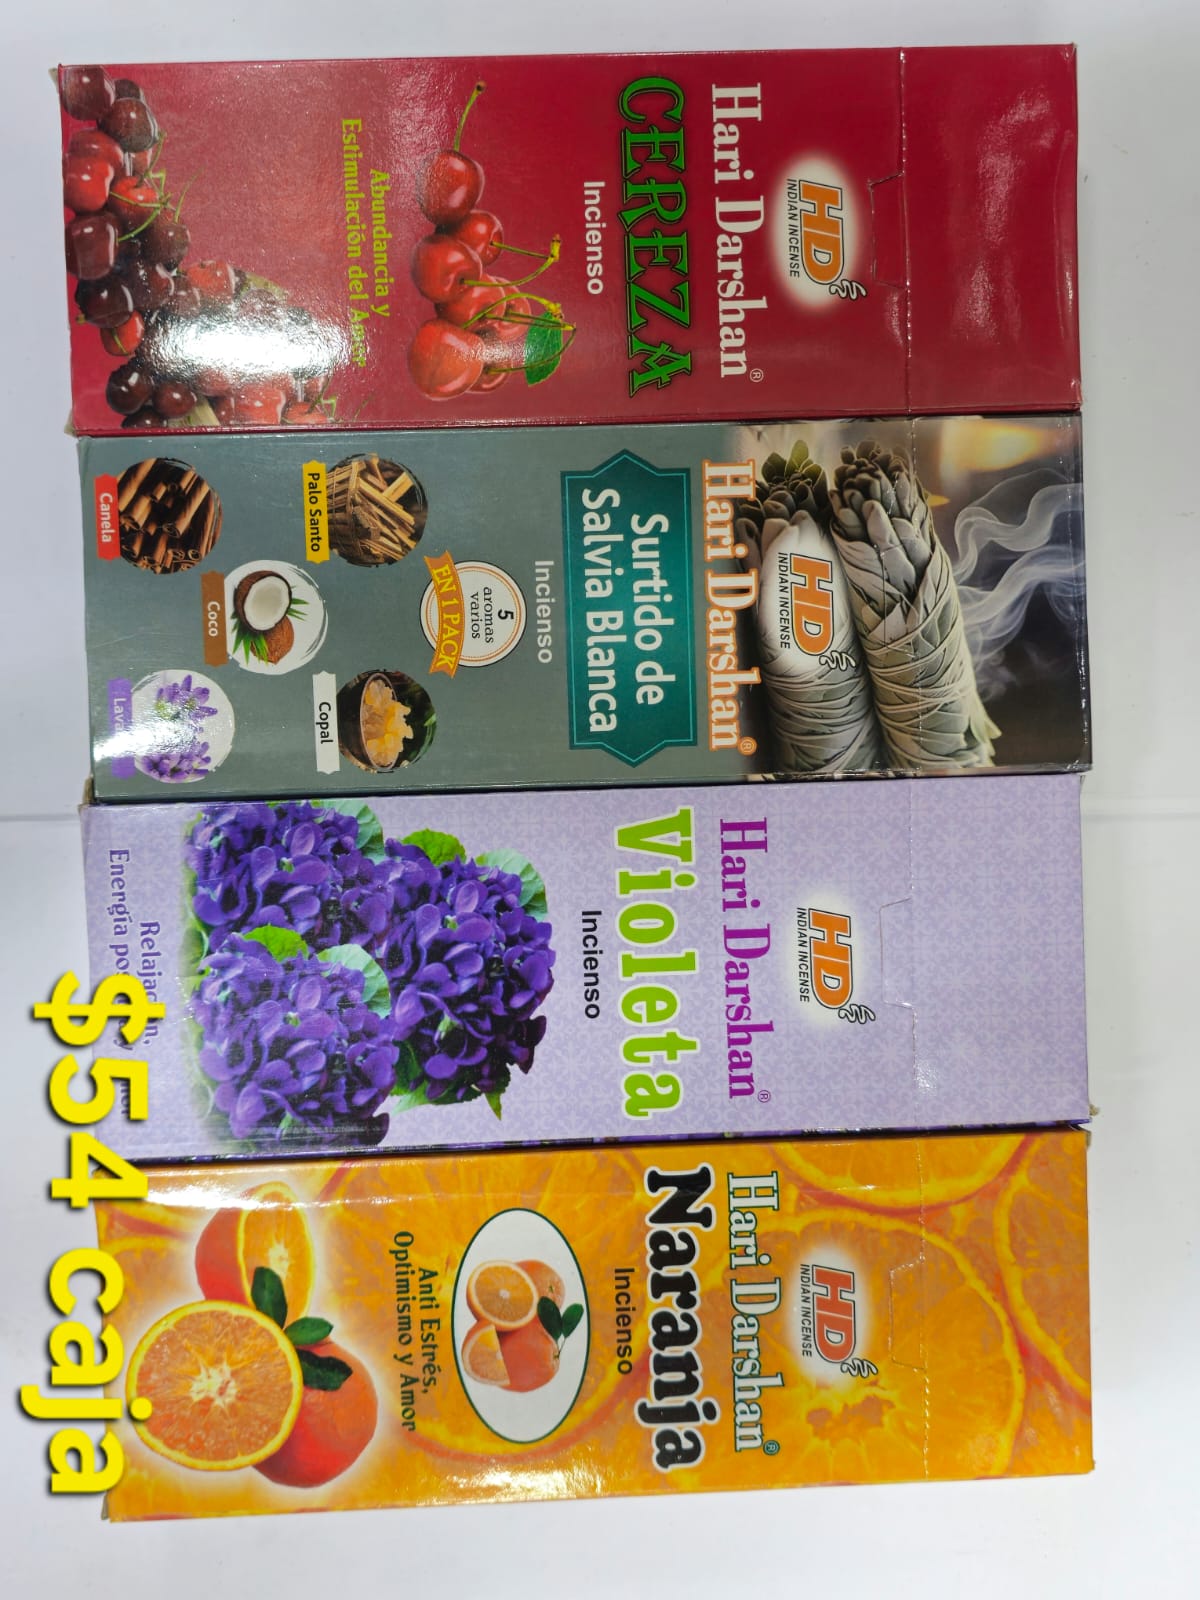 HD
INDIAN INCENSE
Hari Darshan®
CEREZA
Incienso
Abundancia y
Estimulación del Amor
HD
INDIAN INCENSE
Hari Darshan®
Surtido de
Salvia Blanca
Incienso
5
aromas
varios
EN 1 PACK
Palo Santo
Copal
Coco
Canela
HD
INDIAN INCENSE
Hari Darshan®
Violeta
Incienso
Energía
HD
INDIAN INCENSE
Hari Darshan®
Naranja
Incienso
Anti Estrés,
Optimismo y Amor
$54 caja